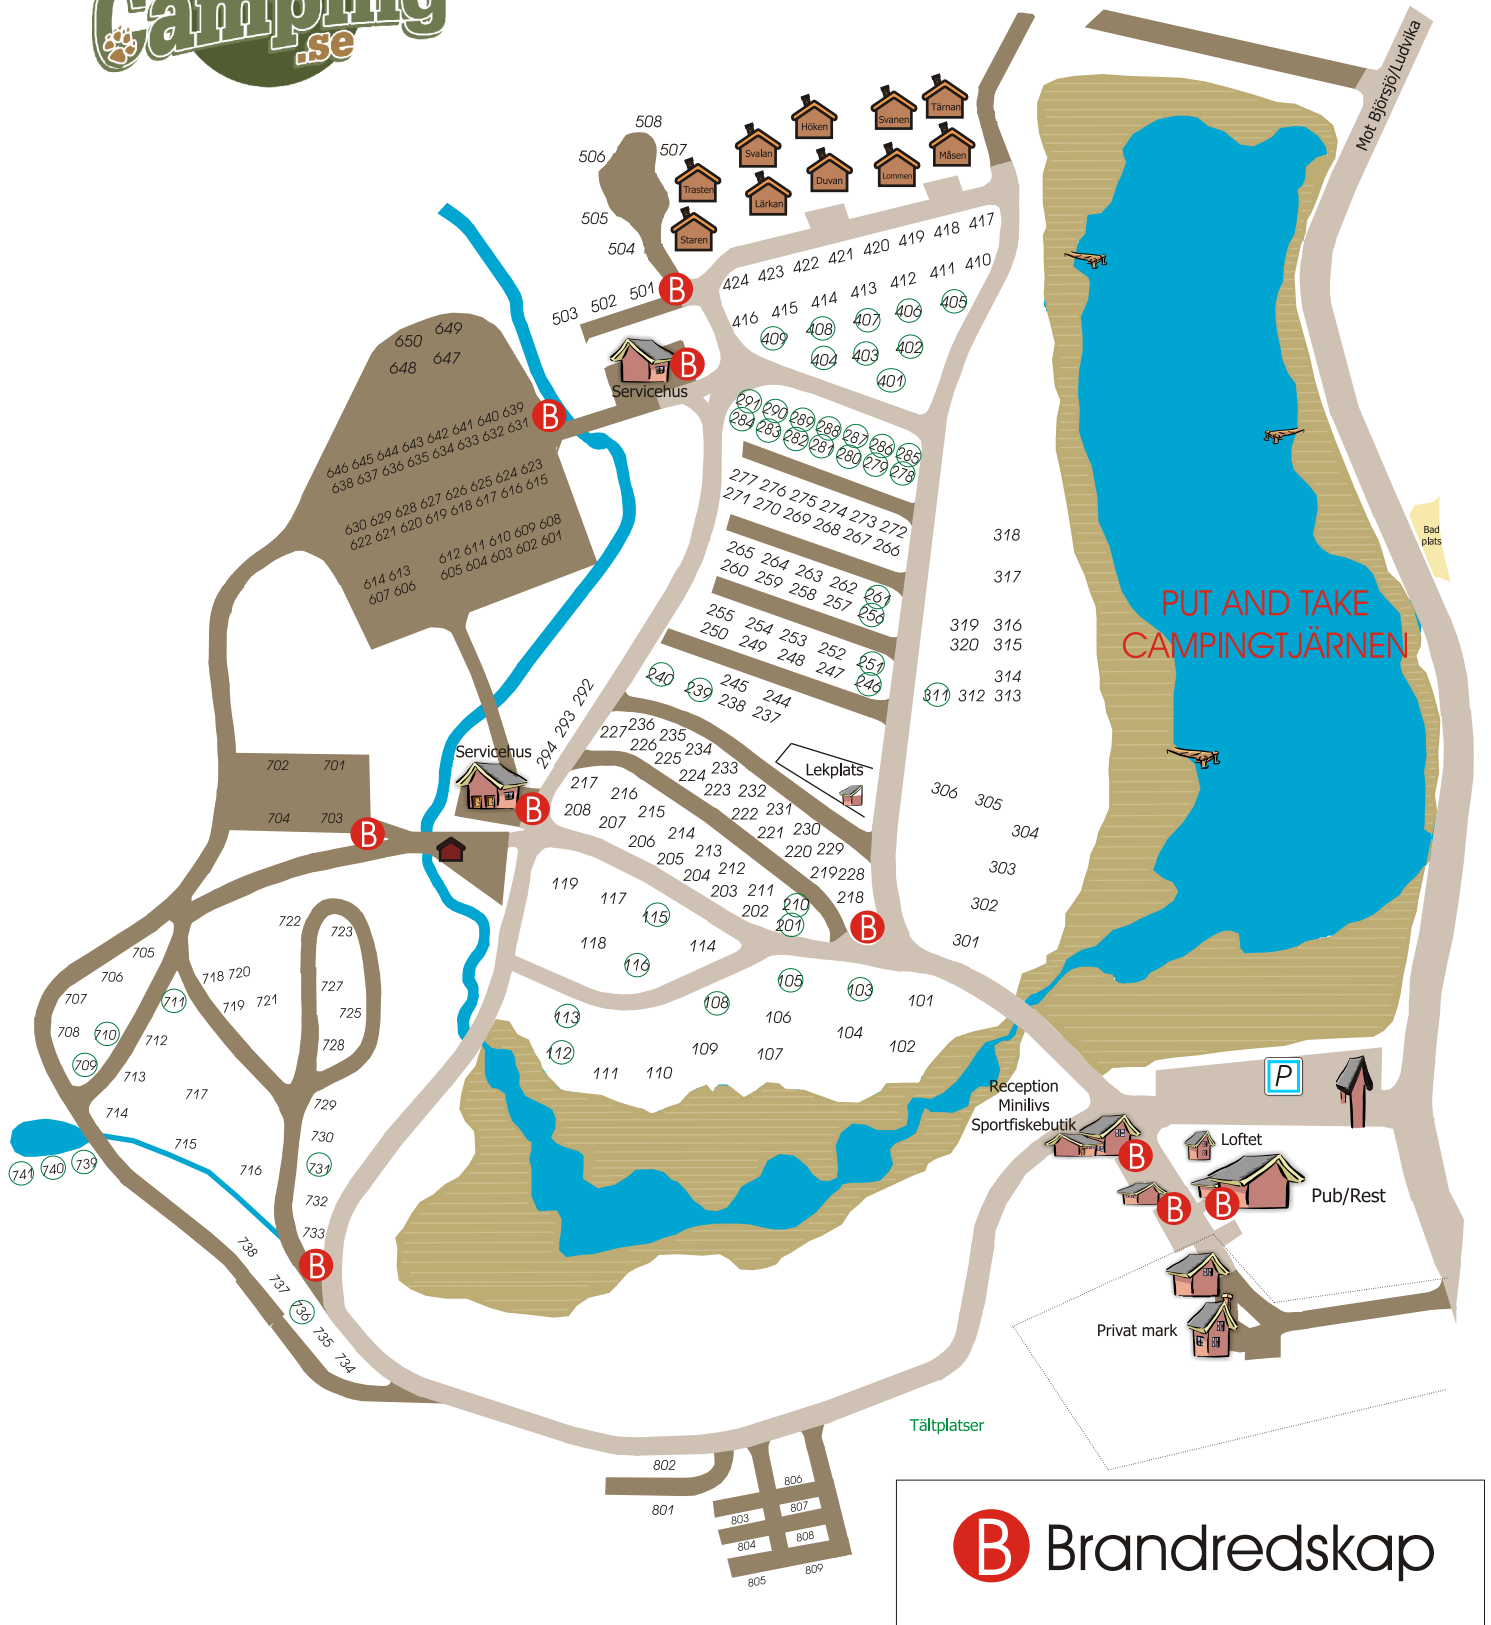 Camping
.se
Mot Björsjö/Ludvika
Tärnan
Svanen
Höken
Måsen
Svalan
Lommen
Duvan
Trasten
Lärkan
Staren
508
507
506
505
504
503 502 501 B
417
424 423 422 421 420 419 418
416 415 414 413 412 411 410
409 408 407 406 405
404 403 402
401
B
Servicehus
650 649
648 647
B
646 645 644 643 642 641 640 639
638 637 636 635 634 633 632 631
630 629 628 627 626 625 624 623
622 621 620 619 618 617 616 615
612 611 610 609 608
605 604 603 602 601
614 613
607 606
291 290 289 288 287 286 285
284 283 282 281 280 279 278
277 276 275 274 273 272
271 270 269 268 267 266
265 264 263 262 261
260 259 258 257 256
255 254 253 252 251
250 249 248 247 246
240 239 245 244
238 237
318
317
319 316
320 315
314
311 312 313
Bad
plats
PUT AND TAKE
CAMPINGTJÄRNEN
294 293 292
Servicehus
B
227 236 235 234 233 232 231 230 229 228
226 225 224 223 222 221 220 219 218
217 216 215 214 213 212 211 210
208 207 206 205 204 203 202 201
Lekplats
B
306 305
304
303
302
301
702 701
704 703
B
119 117 115
118 116 114
113 108 105 103 101
112 106 104 102
111 110 109 107
722 723
705
706 718 720
707 711 719 721 727
708 710 712 725
709 728
713
714 717 729
715 730
716 731
732
733
B
741 740 739
738
737
736
735
734
P
Reception
Minilivs
Sportfiskebutik
B
Loftet
B
B
Pub/Rest
Privat mark
Tältplatser
802
801
806
803 807
804 808
805 809
B Brandredskap